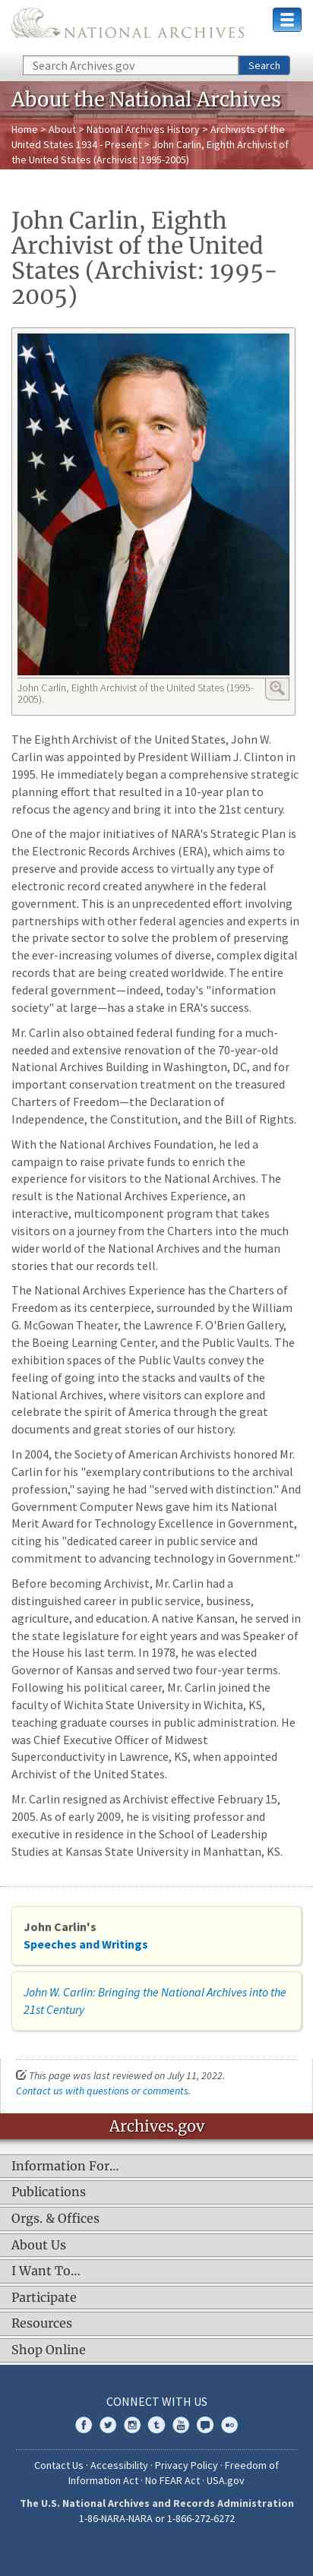 NATIONAL ARCHIVES
Search Archives.gov
Search
About the National Archives
Home > About > National Archives History > Archivists of the
United States 1934 - Present > John Carlin, Eighth Archivist of
the United States (Archivist: 1995-2005)
John Carlin, Eighth
Archivist of the United
States (Archivist: 1995-
2005)
John Carlin, Eighth Archivist of the United States (1995-
2005).
The Eighth Archivist of the United States, John W.
Carlin was appointed by President William J. Clinton in
1995. He immediately began a comprehensive strategic
planning effort that resulted in a 10-year plan to
refocus the agency and bring it into the 21st century.
One of the major initiatives of NARA's Strategic Plan is
the Electronic Records Archives (ERA), which aims to
preserve and provide access to virtually any type of
electronic record created anywhere in the federal
government. This is an unprecedented effort involving
partnerships with other federal agencies and experts in
the private sector to solve the problem of preserving
the ever-increasing volumes of diverse, complex digital
records that are being created worldwide. The entire
federal government—indeed, today's "information
society" at large—has a stake in ERA's success.
Mr. Carlin also obtained federal funding for a much-
needed and extensive renovation of the 70-year-old
National Archives Building in Washington, DC, and for
important conservation treatment on the treasured
Charters of Freedom—the Declaration of
Independence, the Constitution, and the Bill of Rights.
With the National Archives Foundation, he led a
campaign to raise private funds to enrich the
experience for visitors to the National Archives. The
result is the National Archives Experience, an
interactive, multicomponent program that takes
visitors on a journey from the Charters into the much
wider world of the National Archives and the human
stories that our records tell.
The National Archives Experience has the Charters of
Freedom as its centerpiece, surrounded by the William
G. McGowan Theater, the Lawrence F. O'Brien Gallery,
the Boeing Learning Center, and the Public Vaults. The
exhibition spaces of the Public Vaults convey the
feeling of going into the stacks and vaults of the
National Archives, where visitors can explore and
celebrate the spirit of America through the great
documents and great stories of our history.
In 2004, the Society of American Archivists honored Mr.
Carlin for his "exemplary contributions to the archival
profession," saying he had "served with distinction." And
Government Computer News gave him its National
Merit Award for Technology Excellence in Government,
citing his "dedicated career in public service and
commitment to advancing technology in Government."
Before becoming Archivist, Mr. Carlin had a
distinguished career in public service, business,
agriculture, and education. A native Kansan, he served in
the state legislature for eight years and was Speaker of
the House his last term. In 1978, he was elected
Governor of Kansas and served two four-year terms.
Following his political career, Mr. Carlin joined the
faculty of Wichita State University in Wichita, KS,
teaching graduate courses in public administration. He
was Chief Executive Officer of Midwest
Superconductivity in Lawrence, KS, when appointed
Archivist of the United States.
Mr. Carlin resigned as Archivist effective February 15,
2005. As of early 2009, he is visiting professor and
executive in residence in the School of Leadership
Studies at Kansas State University in Manhattan, KS.
John Carlin's
Speeches and Writings
John W. Carlin: Bringing the National Archives into the
21st Century
This page was last reviewed on July 11, 2022.
Contact us with questions or comments.
Archives.gov
Information For…
Publications
Orgs. & Offices
About Us
I Want To…
Participate
Resources
Shop Online
CONNECT WITH US
Contact Us · Accessibility · Privacy Policy · Freedom of
Information Act · No FEAR Act · USA.gov
The U.S. National Archives and Records Administration
1-86-NARA-NARA or 1-866-272-6272